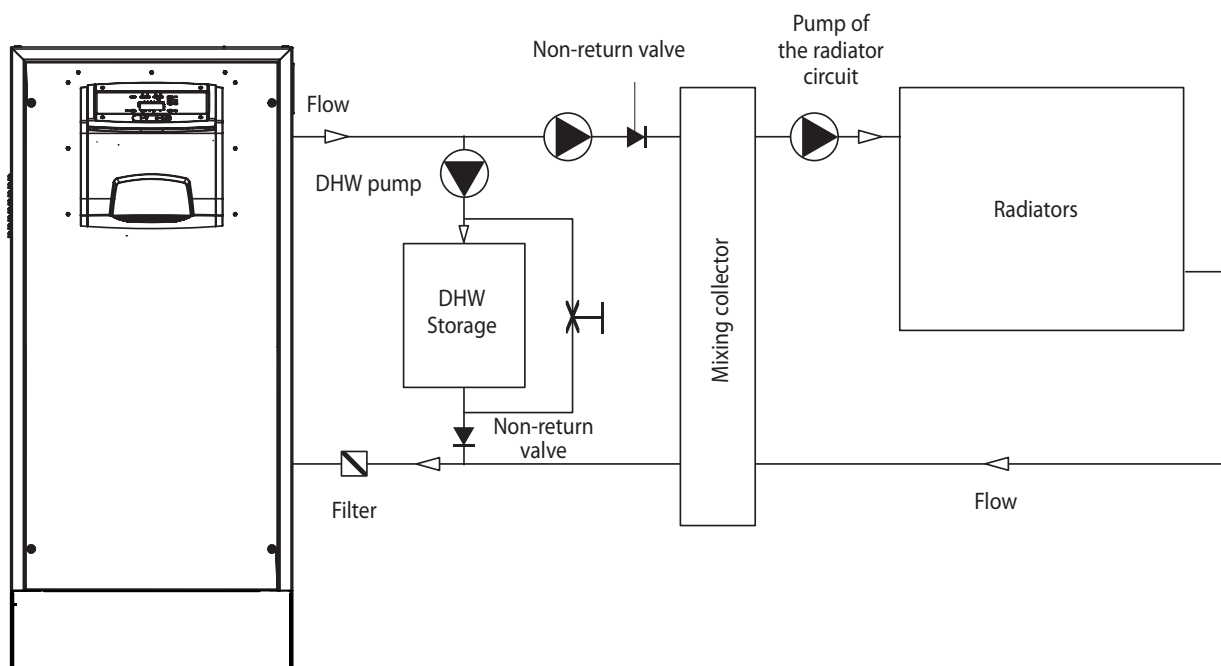 Pump of
the radiator
circuit
Non-return valve
Flow
DHW pump
Radiators
DHW
Storage
Mixing collector
Non-return
valve
Filter
Flow